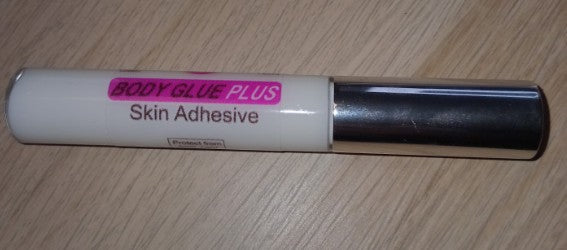 BODY GLUE PLUS
Skin Adhesive
Protect from